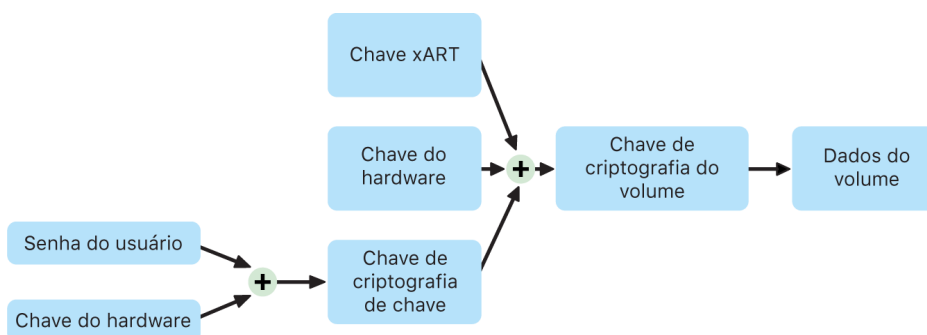 Chave xART
Chave do
hardware
+
Chave de
criptografia do
volume
Dados do
volume
Senha do usuário
Chave do hardware
+
Chave de
criptografia
de chave